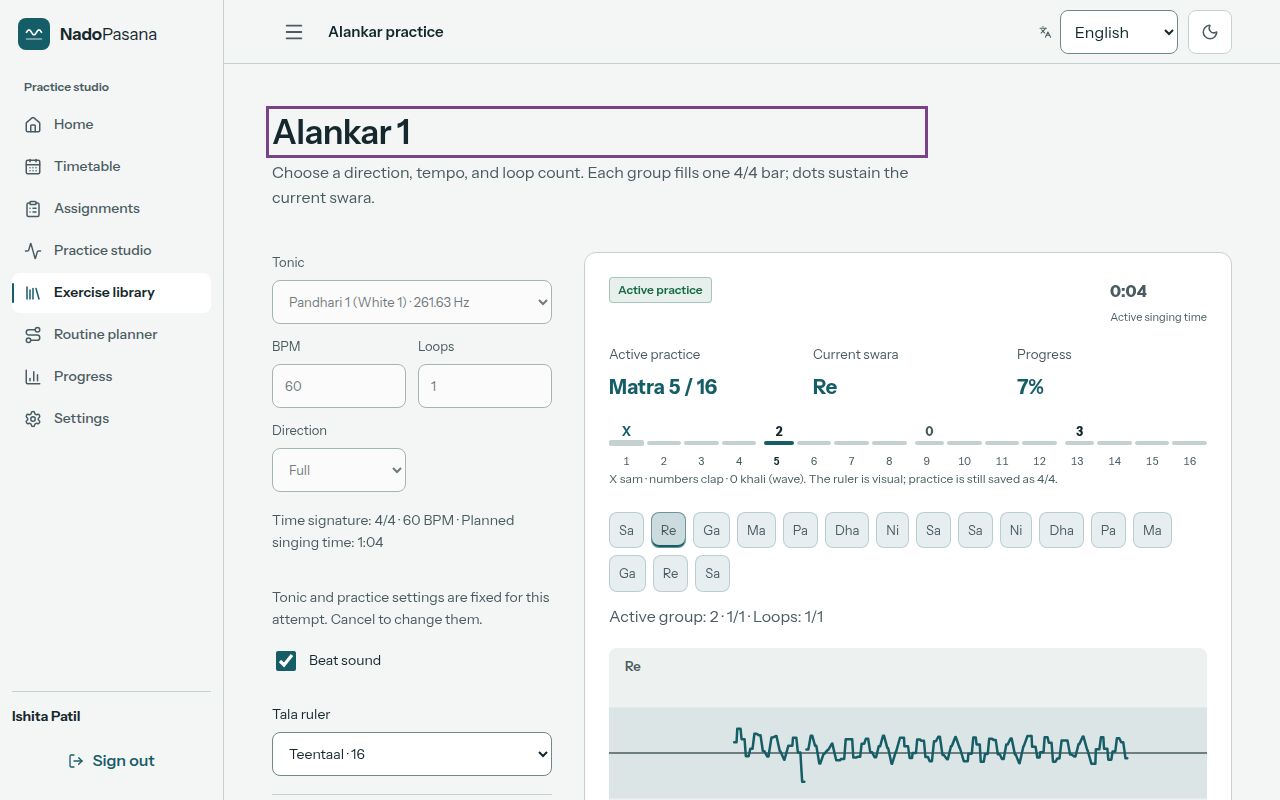 NadoPasana
Practice studio
Home
Timetable
Assignments
Practice studio
Exercise library
Routine planner
Progress
Settings
Ishita Patil
Sign out
Alankar practice
English
Alankar 1
Choose a direction, tempo, and loop count. Each group fills one 4/4 bar; dots sustain the
current swara.
Tonic
Pandhari 1 (White 1) · 261.63 Hz
BPM
Loops
60
1
Direction
Full
Time signature: 4/4 · 60 BPM · Planned
singing time: 1:04
Tonic and practice settings are fixed for this
attempt. Cancel to change them.
Beat sound
Tala ruler
Teentaal · 16
Active practice
0:04
Active singing time
Active practice
Current swara
Progress
Matra 5 / 16
Re
7%
X 2 0 3
1 2 3 4 5 6 7 8 9 10 11 12 13 14 15 16
X sam · numbers clap · 0 khali (wave). The ruler is visual; practice is still saved as 4/4.
Sa Re Ga Ma Pa Dha Ni Sa Sa Ni Dha Pa Ma
Ga Re Sa
Active group: 2 · 1/1 · Loops: 1/1
Re